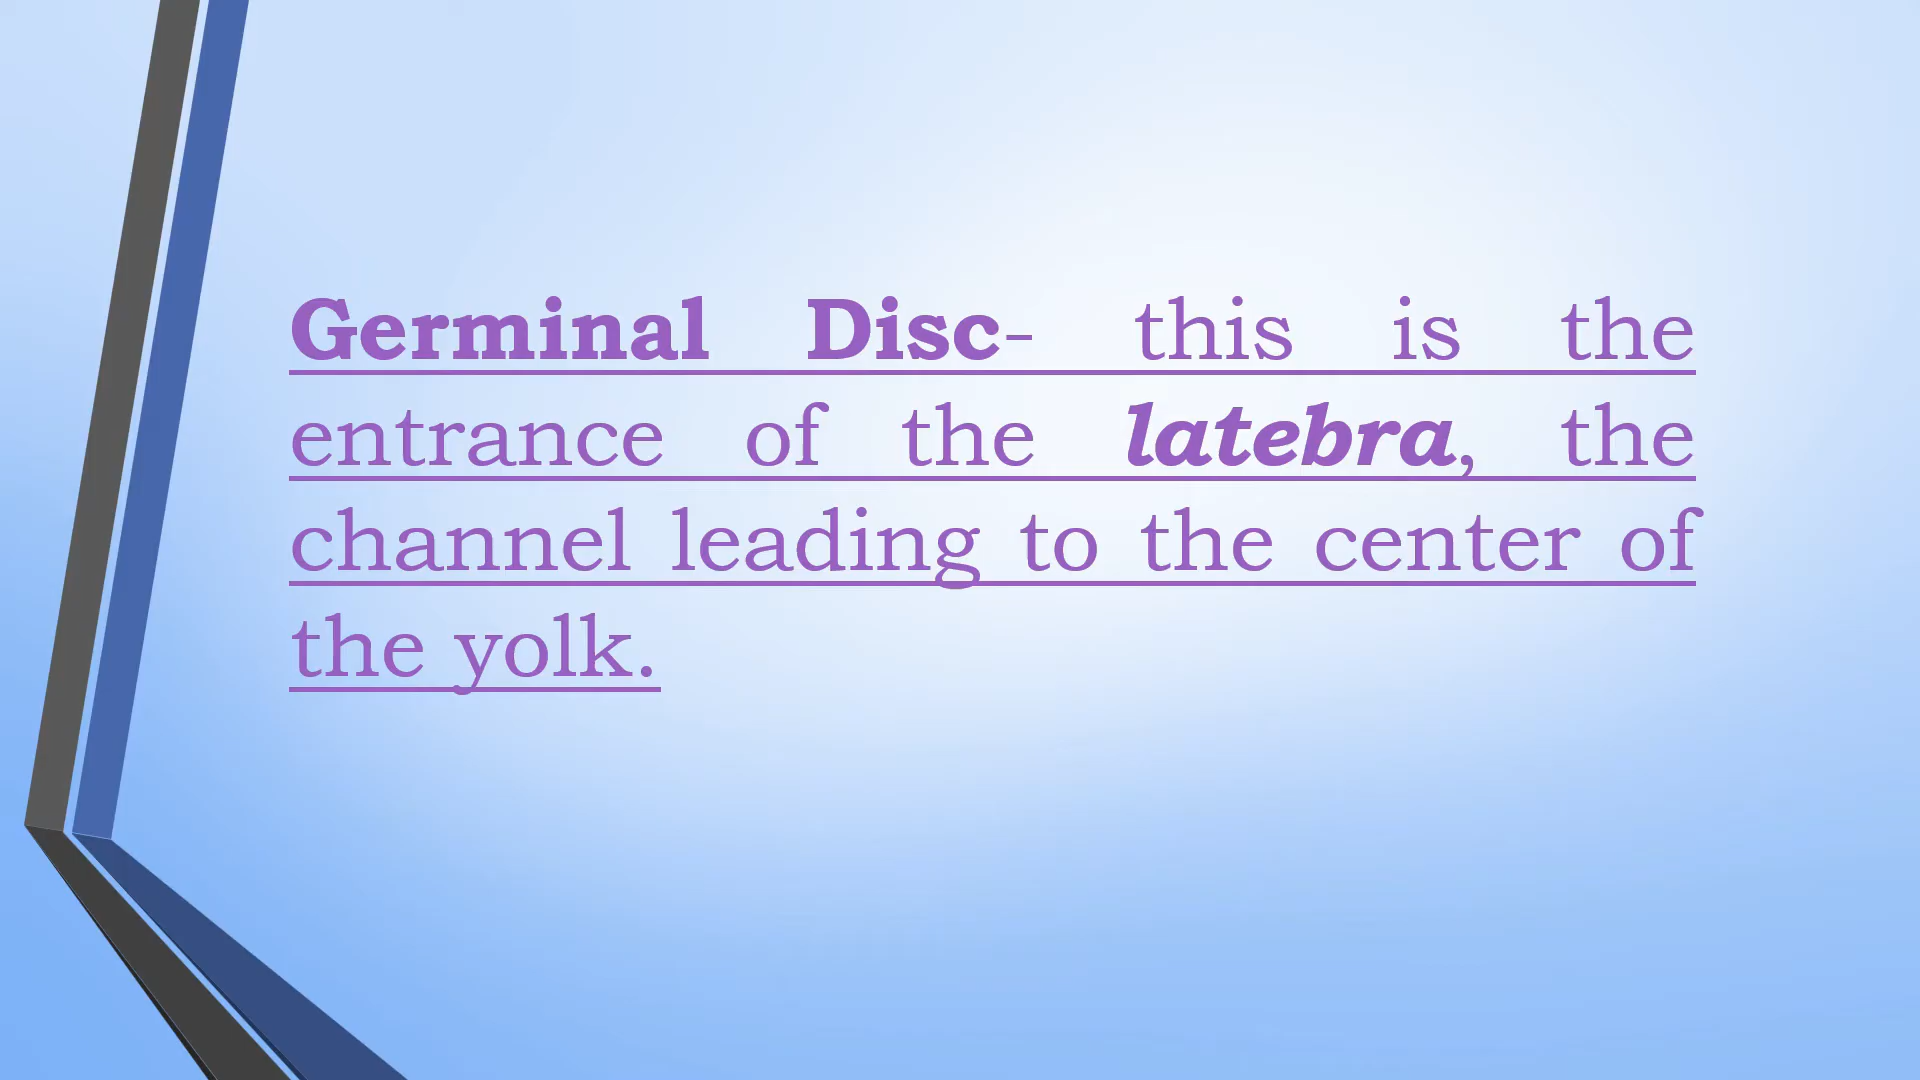 Germinal Disc- this is the
entrance of the latebra, the
channel leading to the center of
the yolk.